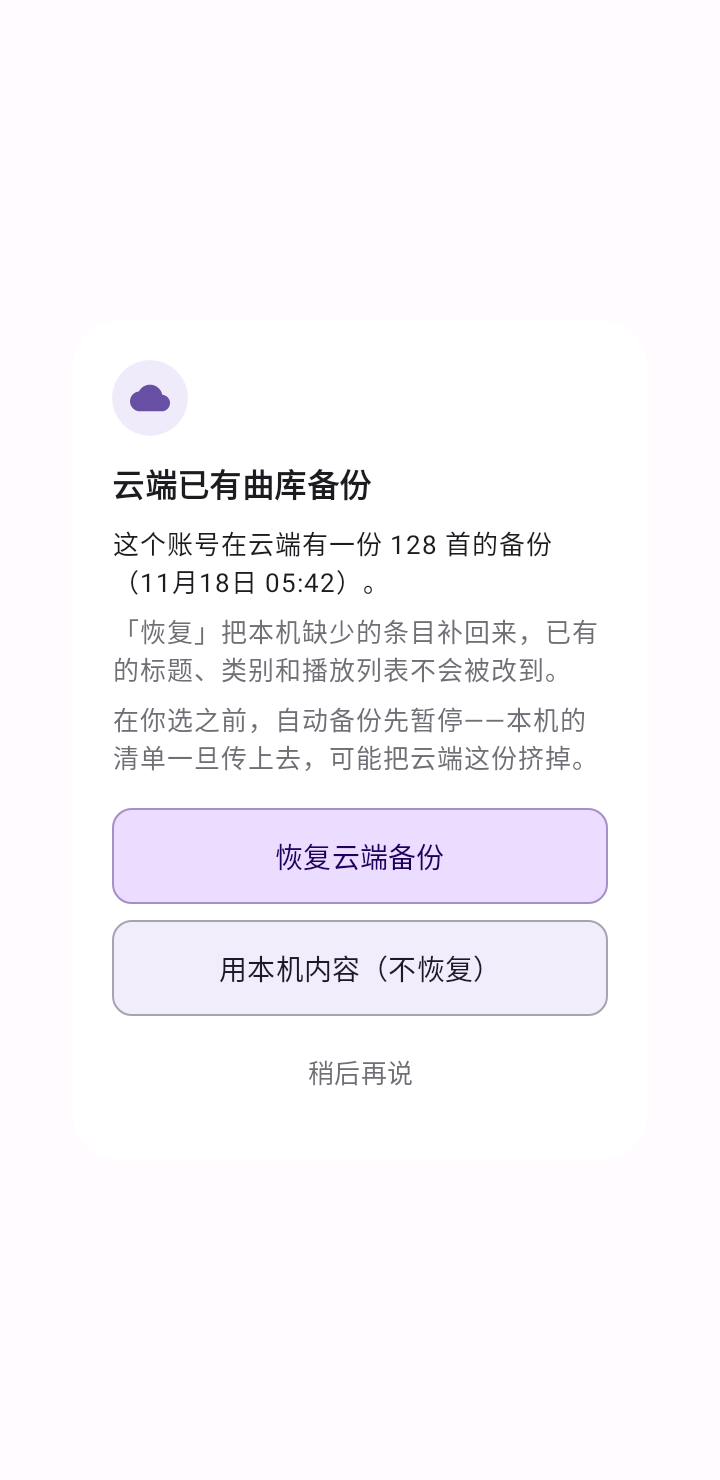 云端已有曲库备份
这个账号在云端有一份 128 首的备份
（11月18日 05:42）。
「恢复」把本机缺少的条目补回来，已有
的标题、类别和播放列表不会被改到。
在你选之前，自动备份先暂停——本机的
清单一旦传上去，可能把云端这份挤掉。
恢复云端备份
用本机内容（不恢复）
稍后再说